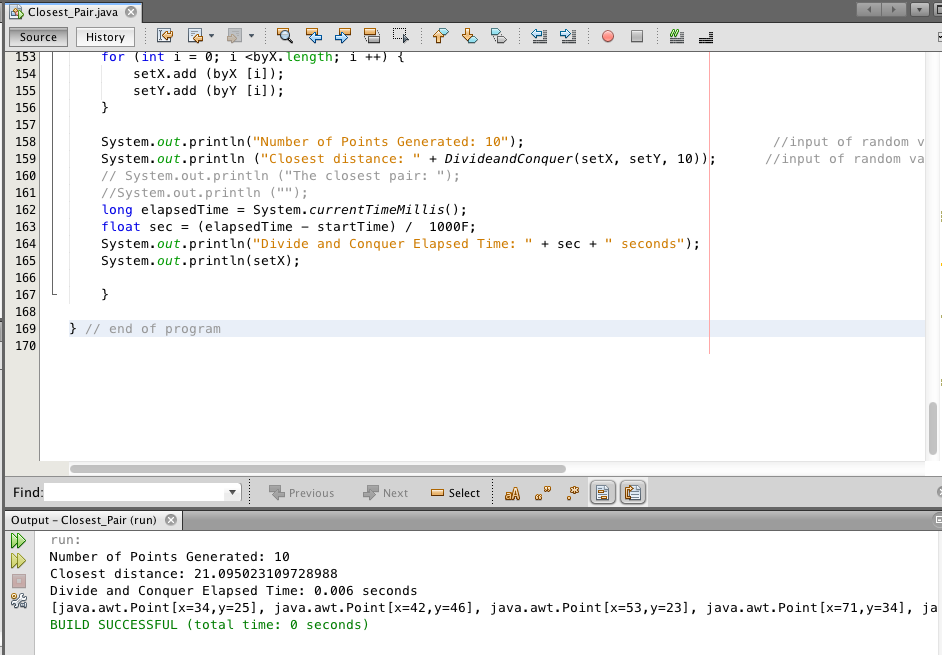 Closest_Pair.java
Source History
153 for (int i = 0; i <byX.length; i ++) {
154 setX.add (byX [i]);
155 setY.add (byY [i]);
156 }
157
158 System.out.println("Number of Points Generated: 10"); //input of random v
159 System.out.println ("Closest distance: " + DivideandConquer(setX, setY, 10)); //input of random va
160 // System.out.println ("The closest pair: ");
161 //System.out.println ("");
162 long elapsedTime = System.currentTimeMillis();
163 float sec = (elapsedTime – startTime) / 1000F;
164 System.out.println("Divide and Conquer Elapsed Time: " + sec + " seconds");
165 System.out.println(setX);
166
167 }
168
169 } // end of program
170
Find: Previous Next Select
Output – Closest_Pair (run)
run:
Number of Points Generated: 10
Closest distance: 21.095023109728988
Divide and Conquer Elapsed Time: 0.006 seconds
[java.awt.Point[x=34,y=25], java.awt.Point[x=42,y=46], java.awt.Point[x=53,y=23], java.awt.Point[x=71,y=34], ja
BUILD SUCCESSFUL (total time: 0 seconds)